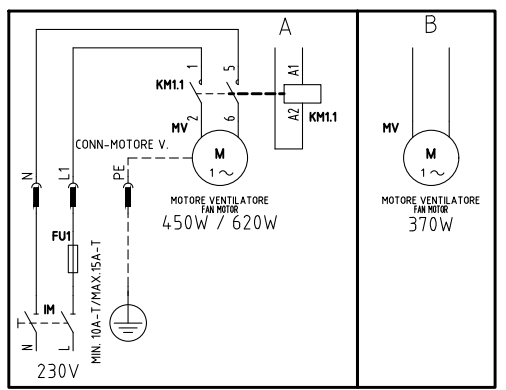 A
B
1
5
A1
KM1.1
A2
KM1.1
2
6
MV
MV
CONN-MOTORE V.
M
1~
M
1~
N
L1
PE
MOTORE VENTILATORE
FAN MOTOR
450W / 620W
MOTORE VENTILATORE
FAN MOTOR
370W
FU1
MIN. 10A-T/MAX.15A-T
IM
N
L
230V